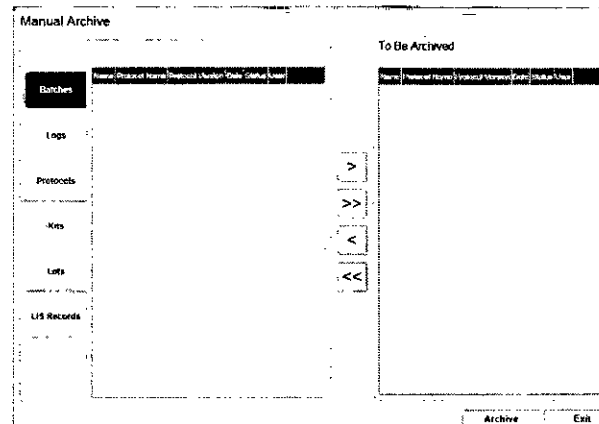 Manual Archive
To Be Archived
Name Protocol Name Protocol Version Date Status User
Name Protocol Name Protocol Version Date Status User
Batches
Logs
Protocols
Kits
Lots
LIS Records
>
>>
<
<<
Archive
Exit